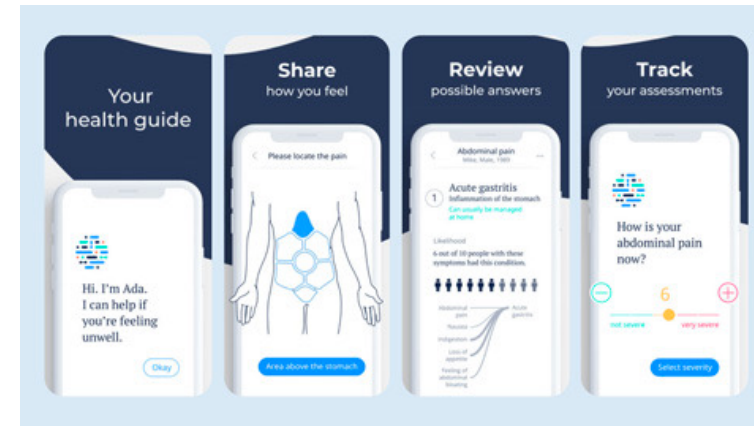 Your
health guide
Hi. I'm Ada.
I can help if
you're feeling
unwell.
Okay
Share
how you feel
Please locate the pain
Area above the stomach
Review
possible answers
Abdominal pain
Mike, Male, 1989
1
Acute gastritis
Inflammation of the stomach
Can usually be managed
at home
Likelihood
6 out of 10 people with these
symptoms had this condition.
Abdominal
pain
Acute
gastritis
Nausea
Indigestion
Loss of
appetite
Feeling of
abdominal
bloating
Track
your assessments
How is your
abdominal pain
now?
6
not severe
very severe
Select severity